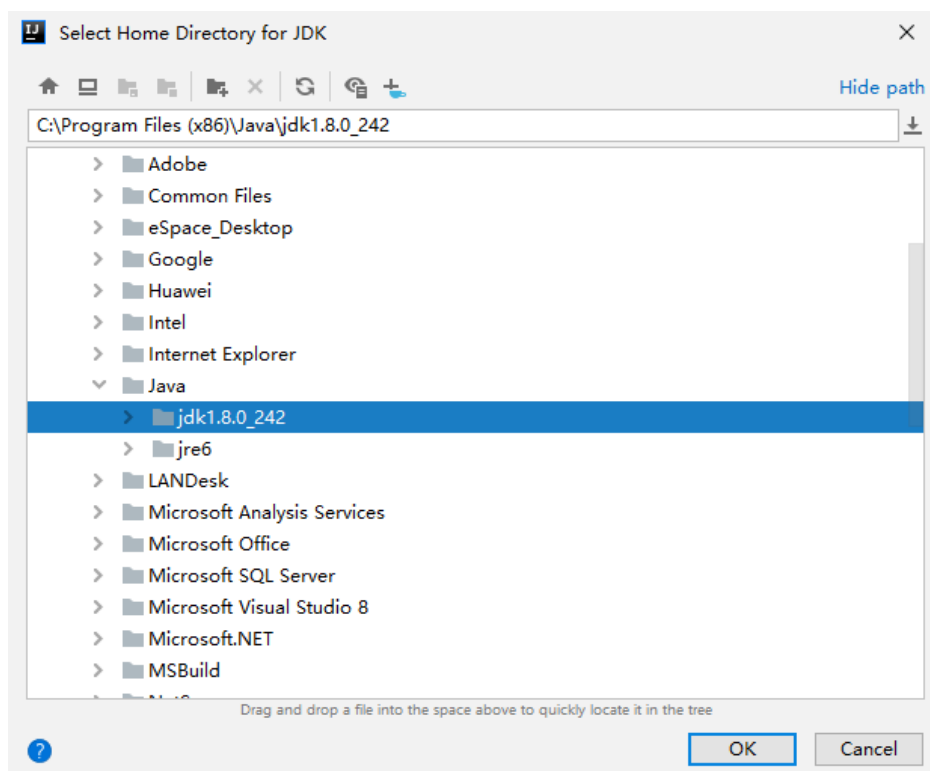 Select Home Directory for JDK
Hide path
C:\Program Files (x86)\Java\jdk1.8.0_242
Adobe
Common Files
eSpace_Desktop
Google
Huawei
Intel
Internet Explorer
Java
jdk1.8.0_242
jre6
LANDesk
Microsoft Analysis Services
Microsoft Office
Microsoft SQL Server
Microsoft Visual Studio 8
Microsoft.NET
MSBuild
Drag and drop a file into the space above to quickly locate it in the tree
? OK Cancel